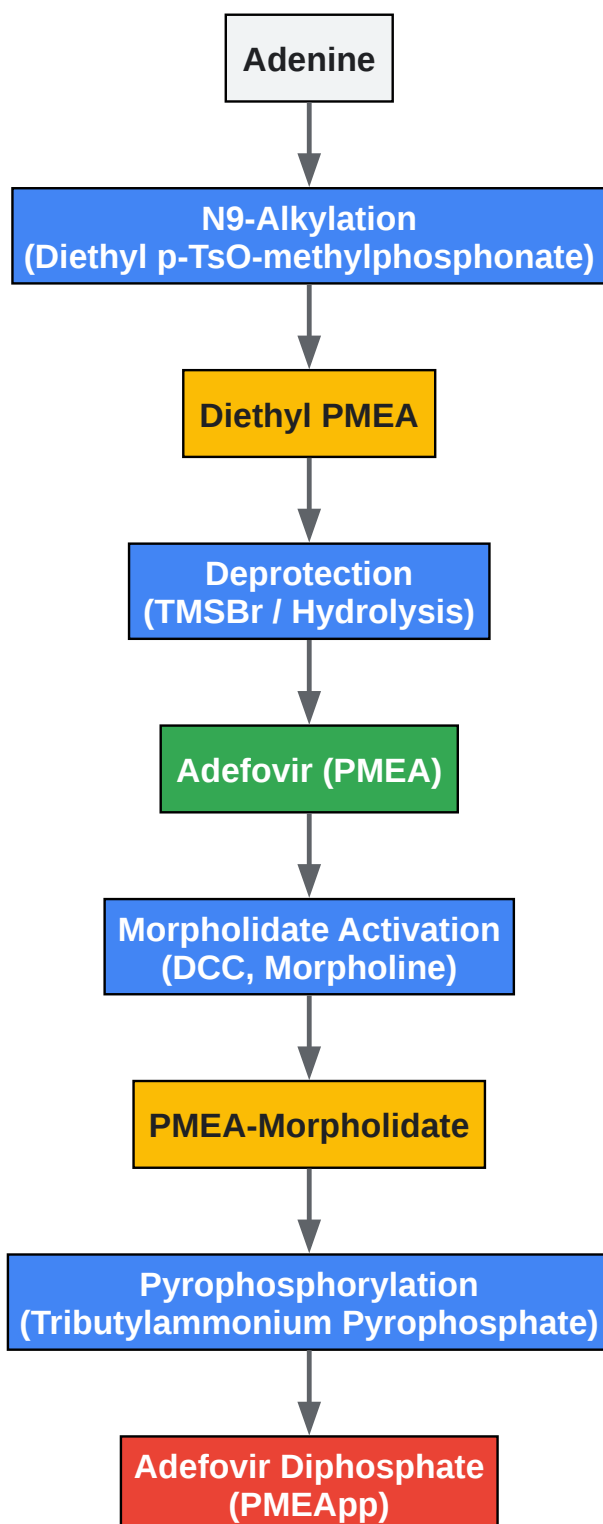 Adenine
N9-Alkylation
(Diethyl p-TsO-methylphosphonate)
Diethyl PMEA
Deprotection
(TMSBr / Hydrolysis)
Adefovir (PMEA)
Morpholidate Activation
(DCC, Morpholine)
PMEA-Morpholidate
Pyrophosphorylation
(Tributylammonium Pyrophosphate)
Adefovir Diphosphate
(PMEApp)